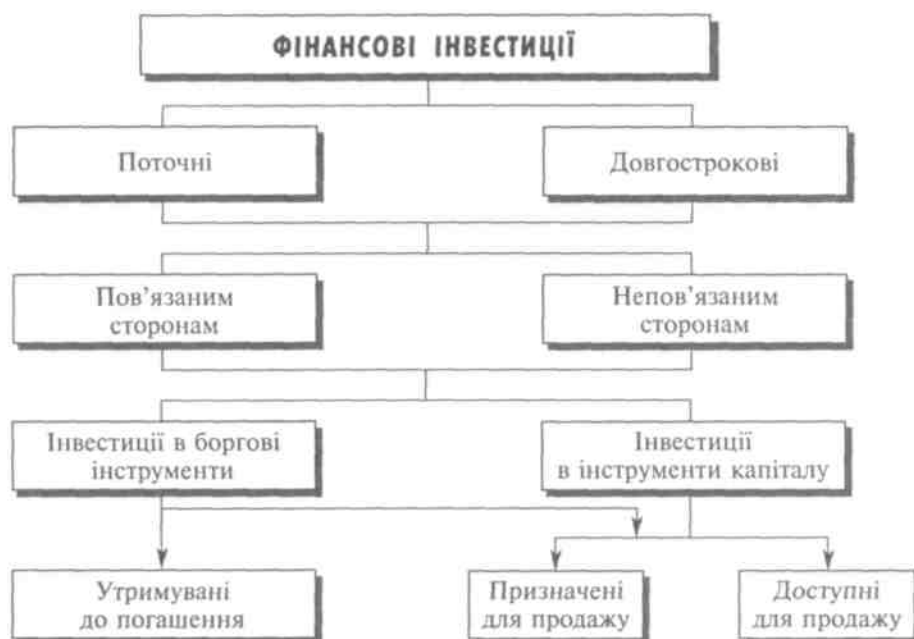 ФІНАНСОВІ ІНВЕСТИЦІЇ
Поточні
Довгострокові
Пов’язаним
сторонам
Непов’язаним
сторонам
Інвестиції в боргові
інструменти
Інвестиції
в інструменти капіталу
Утримувані
до погашення
Призначені
для продажу
Доступні
для продажу